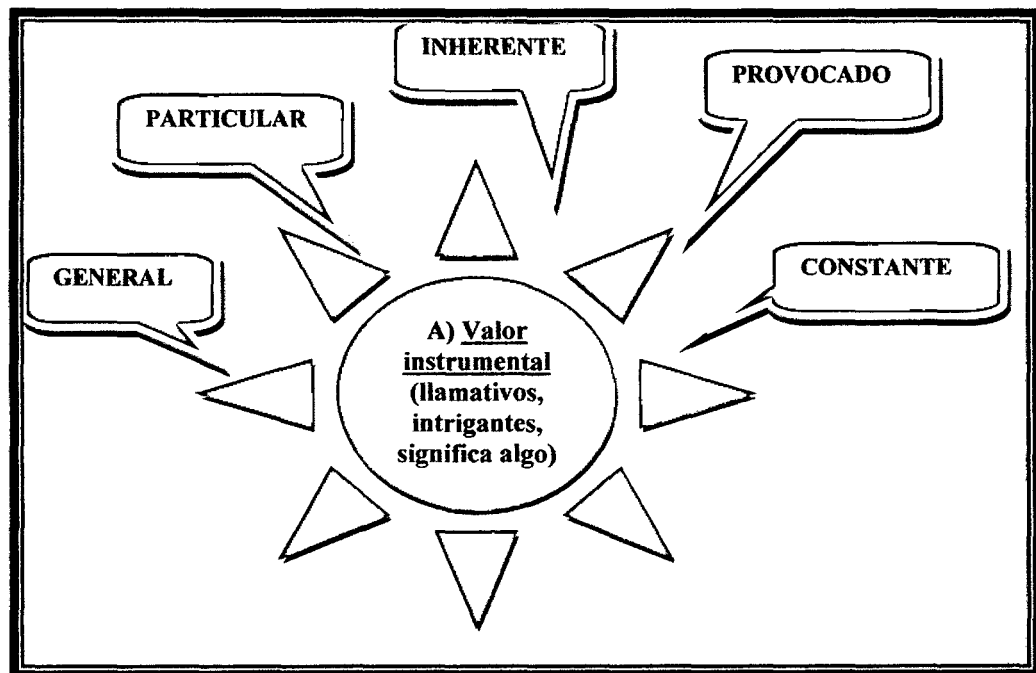 INHERENTE
PROVOCADO
PARTICULAR
GENERAL
CONSTANTE
A) Valor
instrumental
(llamativos,
intrigantes,
significa algo)